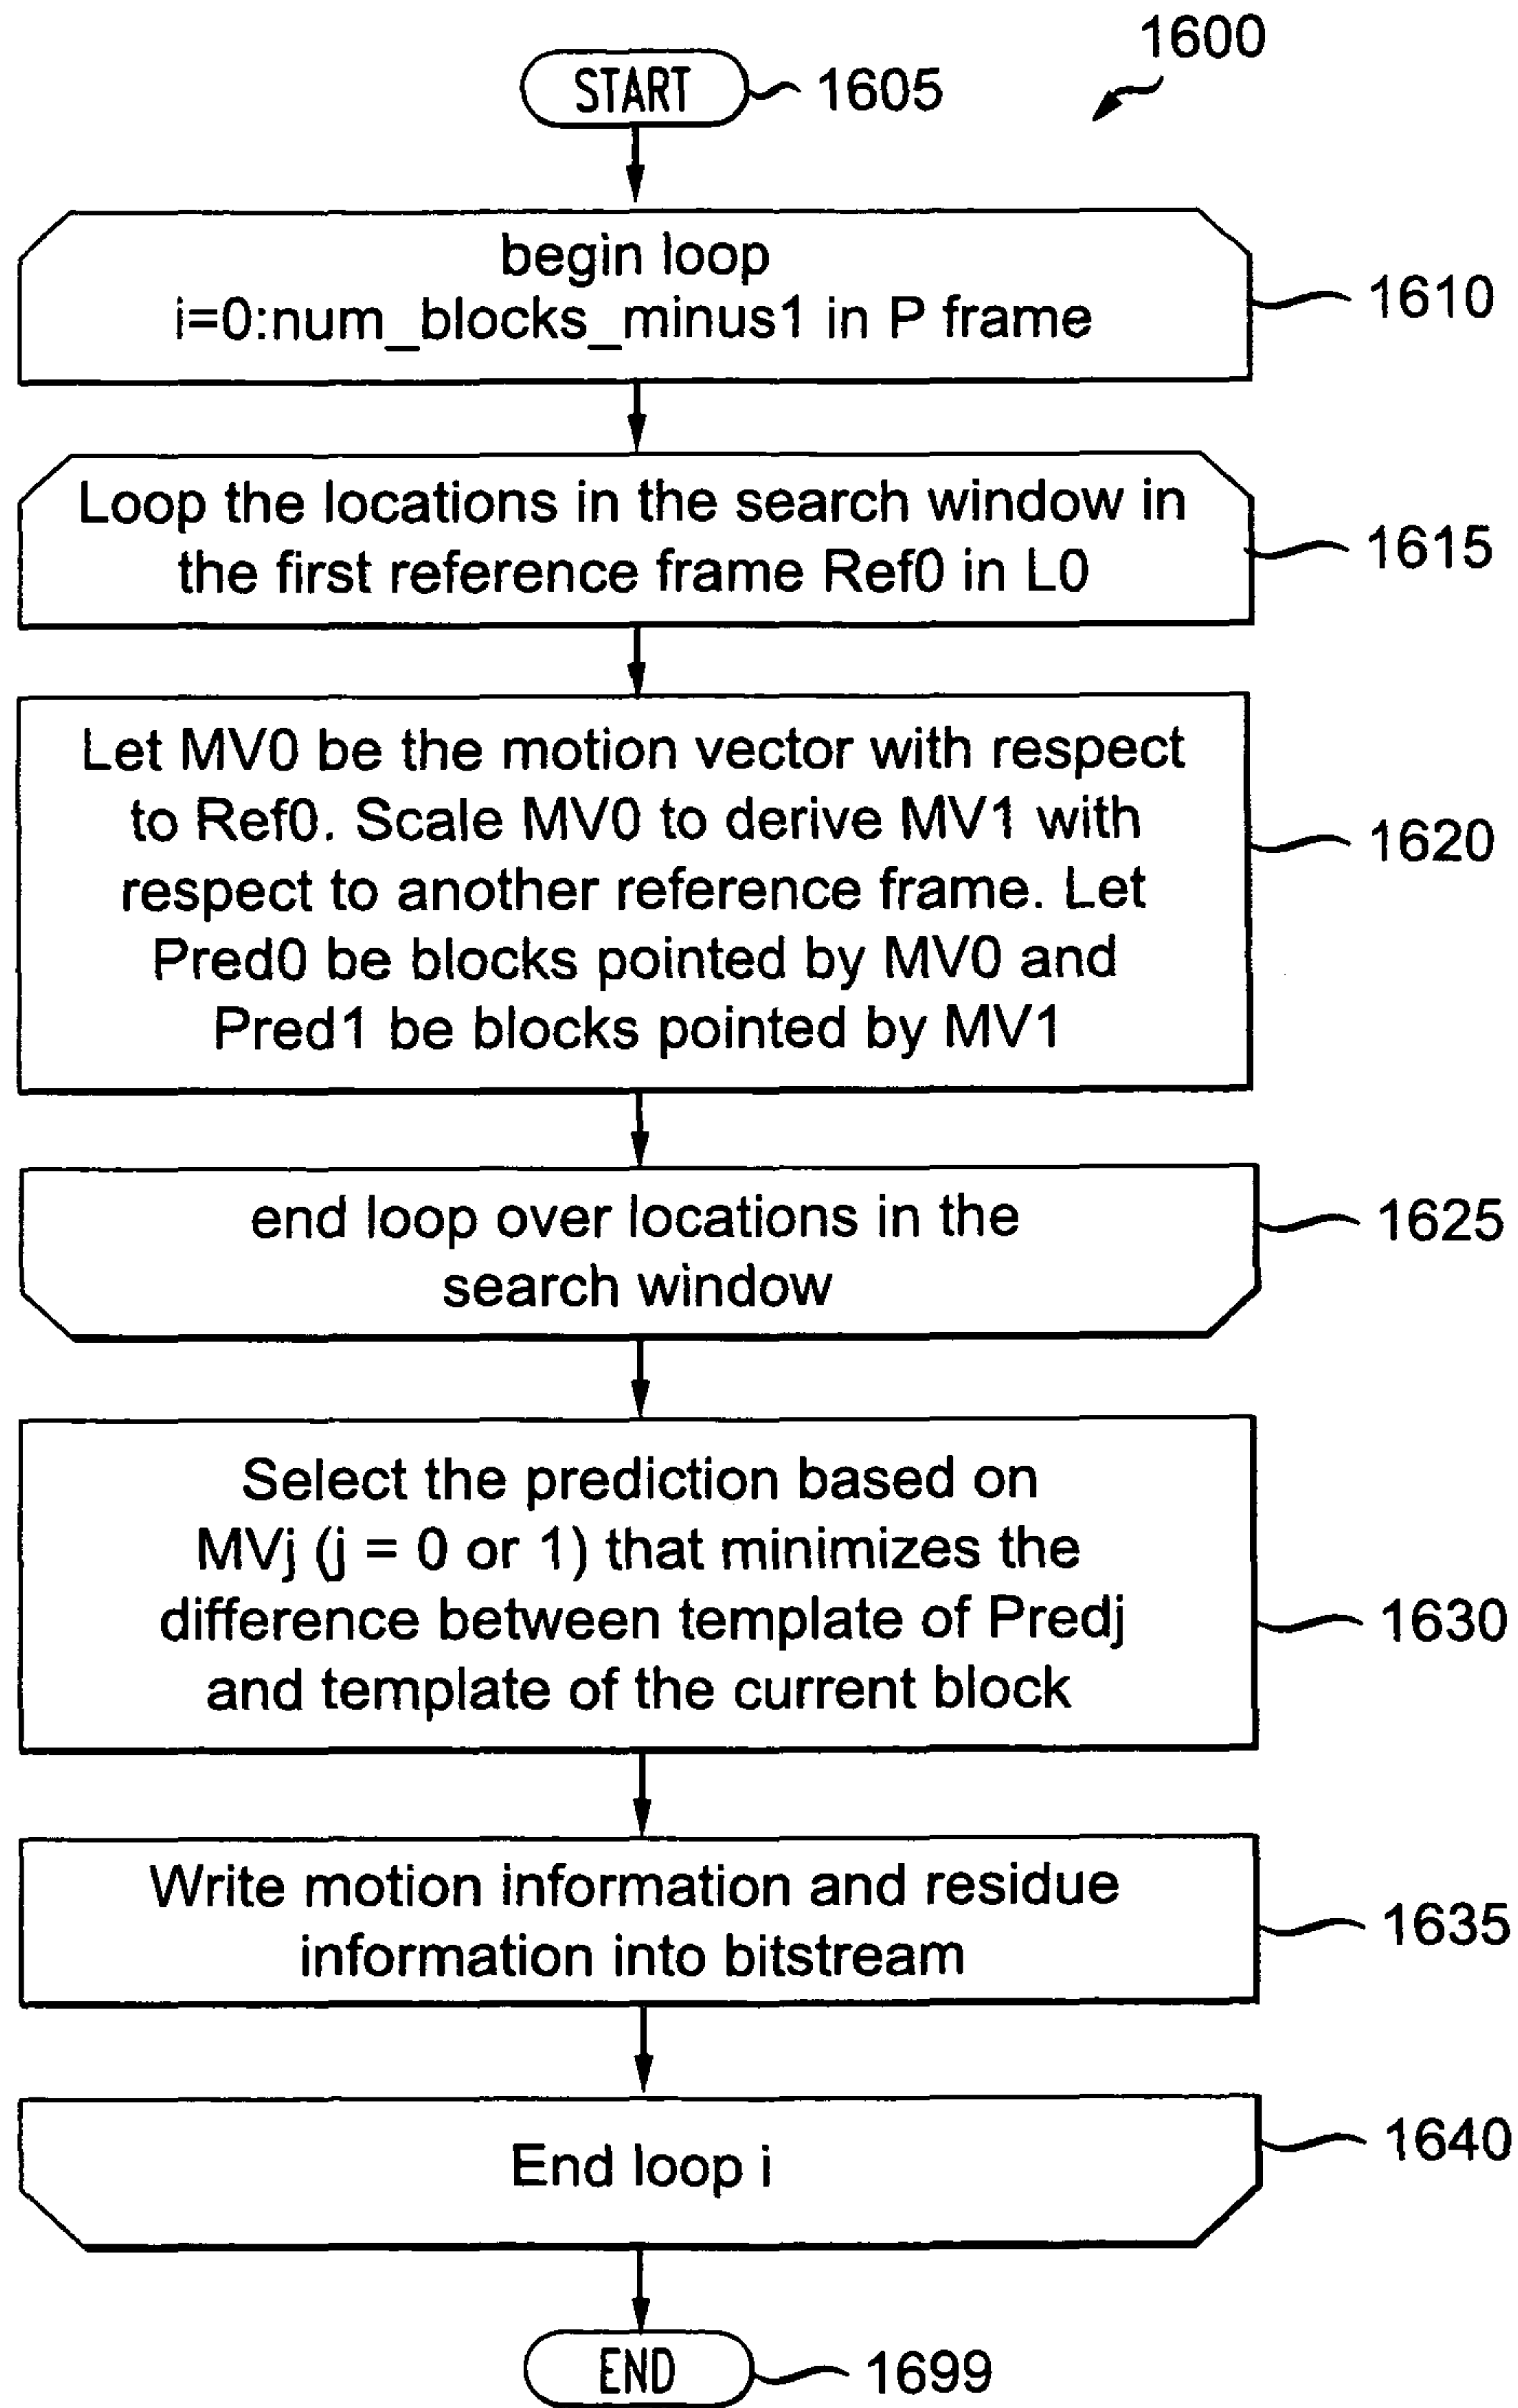 1600
START
1605
begin loop
i=0:num_blocks_minus1 in P frame
1610
Loop the locations in the search window in
the first reference frame Ref0 in L0
1615
Let MV0 be the motion vector with respect
to Ref0. Scale MV0 to derive MV1 with
respect to another reference frame. Let
Pred0 be blocks pointed by MV0 and
Pred1 be blocks pointed by MV1
1620
end loop over locations in the
search window
1625
Select the prediction based on
MVj (j = 0 or 1) that minimizes the
difference between template of Predj
and template of the current block
1630
Write motion information and residue
information into bitstream
1635
End loop i
1640
END
1699